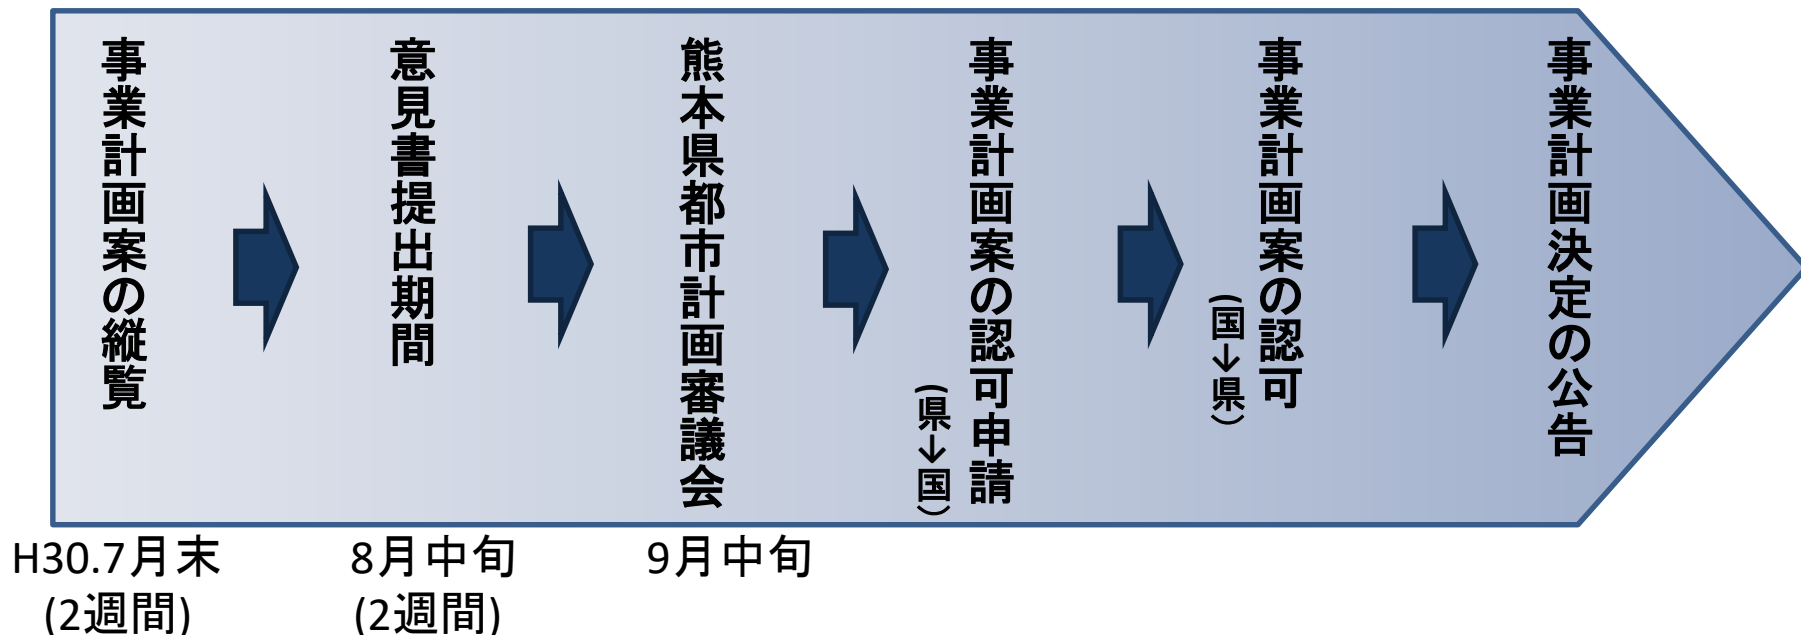 事業計画案の縦覧
意見書提出期間
熊本県都市計画審議会
事業計画案の認可申請
(県→国)
事業計画案の認可
(国→県)
事業計画決定の公告
H30.7月末
(2週間)
8月中旬
(2週間)
9月中旬